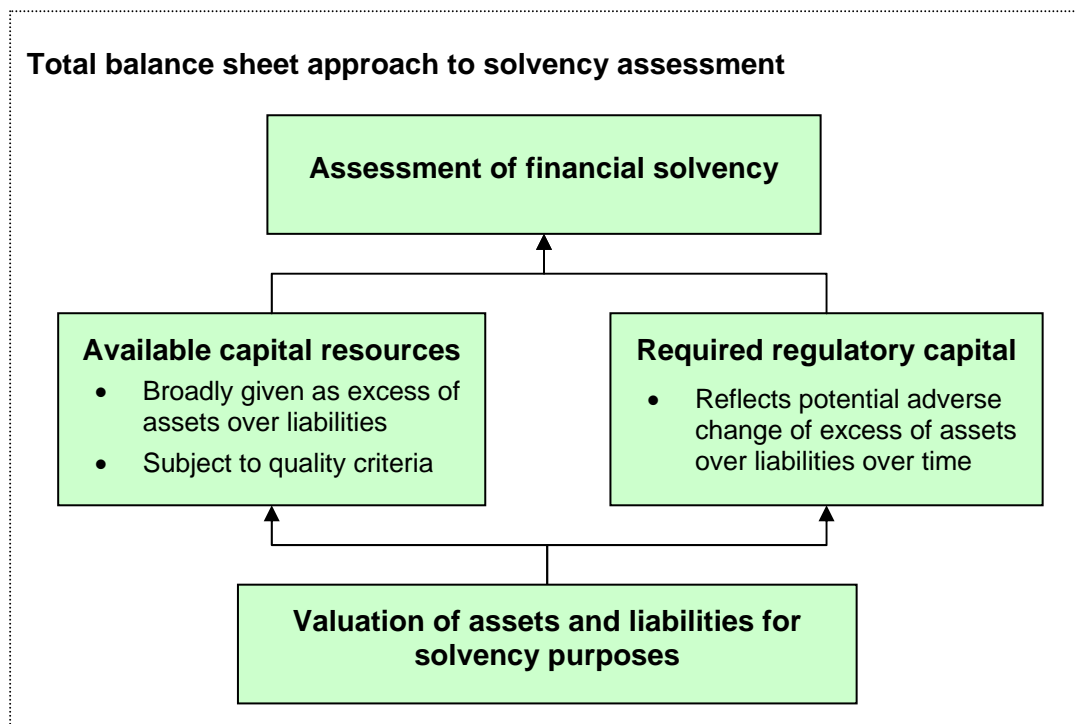 Total balance sheet approach to solvency assessment
Assessment of financial solvency
Available capital resources
• Broadly given as excess of
assets over liabilities
• Subject to quality criteria
Required regulatory capital
• Reflects potential adverse
change of excess of assets
over liabilities over time
Valuation of assets and liabilities for
solvency purposes